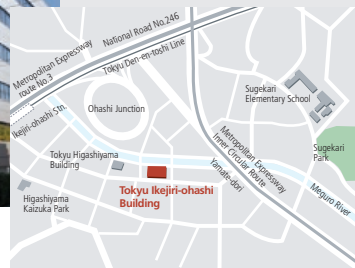 National Road No.246
Metropolitan Expressway
route No.3
Tokyu Den-en-toshi Line
Ikejiri-ohashi Stn.
Ohashi Junction
Sugekari
Elementary School
Tokyu Higashiyama
Building
Metropolitan Expressway
Inner Circular Route
Yamate-dori
Sugekari
Park
Meguro River
Tokyu Ikejiri-ohashi
Building
Higashiyama
Kaizuka Park